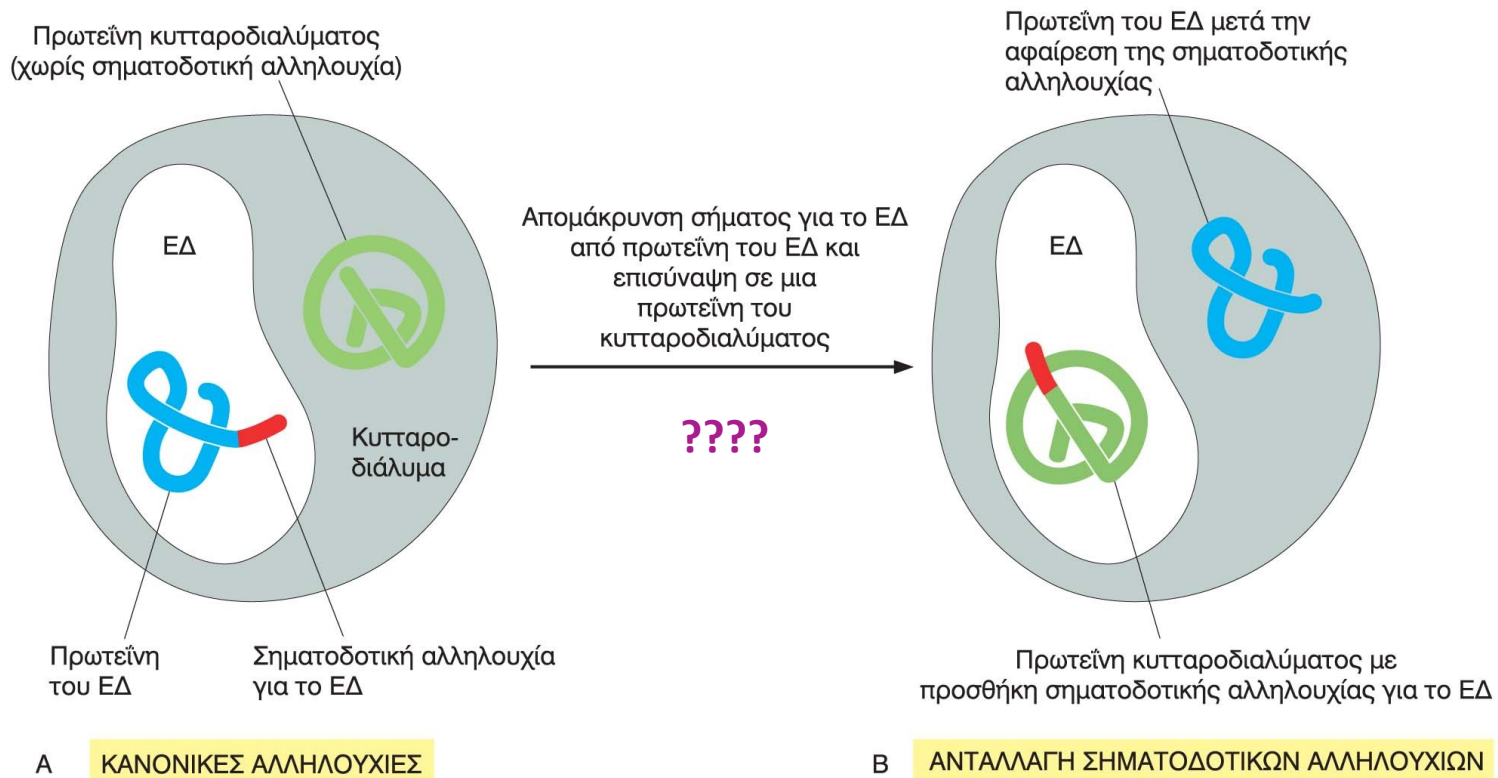 Πρωτεΐνη κυτταροδιαλύματος
(χωρίς σηματοδοτική αλληλουχία)
ΕΔ
Κυτταρο-
διάλυμα
Πρωτεΐνη
του ΕΔ
Σηματοδοτική αλληλουχία
για το ΕΔ
Α ΚΑΝΟΝΙΚΕΣ ΑΛΛΗΛΟΥΧΙΕΣ
Απομάκρυνση σήματος για το ΕΔ
από πρωτεΐνη του ΕΔ και
επισύναψη σε μια
πρωτεΐνη του
κυτταροδιαλύματος
????
Πρωτεΐνη του ΕΔ μετά την
αφαίρεση της σηματοδοτικής
αλληλουχίας
ΕΔ
Πρωτεΐνη κυτταροδιαλύματος με
προσθήκη σηματοδοτικής αλληλουχίας για το ΕΔ
Β ΑΝΤΑΛΛΑΓΗ ΣΗΜΑΤΟΔΟΤΙΚΩΝ ΑΛΛΗΛΟΥΧΙΩΝ